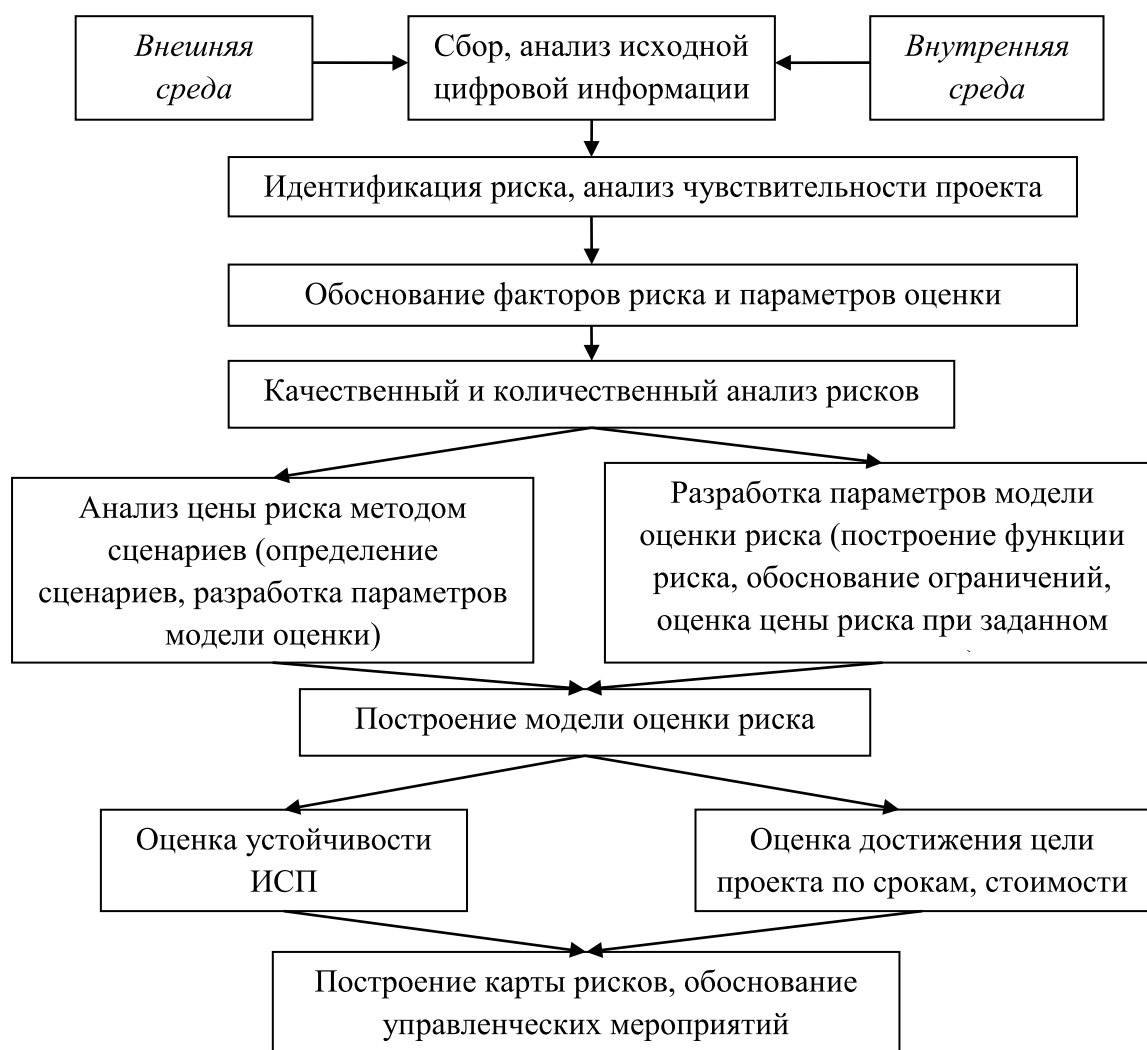 Внешняя
среда
Сбор, анализ исходной
цифровой информации
Внутренняя
среда
Идентификация риска, анализ чувствительности проекта
Обоснование факторов риска и параметров оценки
Качественный и количественный анализ рисков
Анализ цены риска методом
сценариев (определение
сценариев, разработка параметров
модели оценки)
Разработка параметров модели
оценки риска (построение функции
риска, обоснование ограничений,
оценка цены риска при заданном
Построение модели оценки риска
Оценка устойчивости
ИСП
Оценка достижения цели
проекта по срокам, стоимости
Построение карты рисков, обоснование
управленческих мероприятий